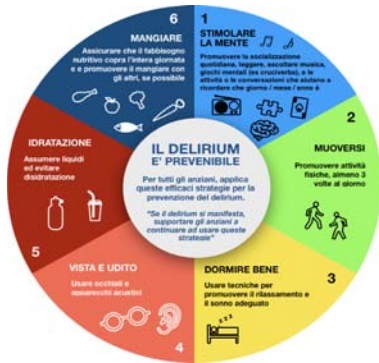 6
MANGIARE
Assicurare che il fabbisogno
nutritivo copra l'intera giornata
e e promuovere il mangiare con
gli altri, se possibile
1
STIMOLARE
LA MENTE
Promuovere la socializzazione
quotidiana, leggere, ascoltare musica,
giochi mentali (es cruciverba), e le
attività o le conversazioni che aiutano a
ricordare che giorno / mese / anno è
2
MUOVERSI
Promuovere attività
fisiche, almeno 3
volte al giorno
3
DORMIRE BENE
Usare tecniche per
promuovere il rilassamento e
il sonno adeguato
z z z
4
VISTA E UDITO
Usare occhiali e
apparecchi acustici
5
IDRATAZIONE
Assumere liquidi
ed evitare
disidratazione
IL DELIRIUM
E' PREVENIBILE
Per tutti gli anziani, applica
queste efficaci strategie per la
prevenzione del delirium.
"Se il delirium si manifesta,
supportare gli anziani a
continuare ad usare queste
strategie"